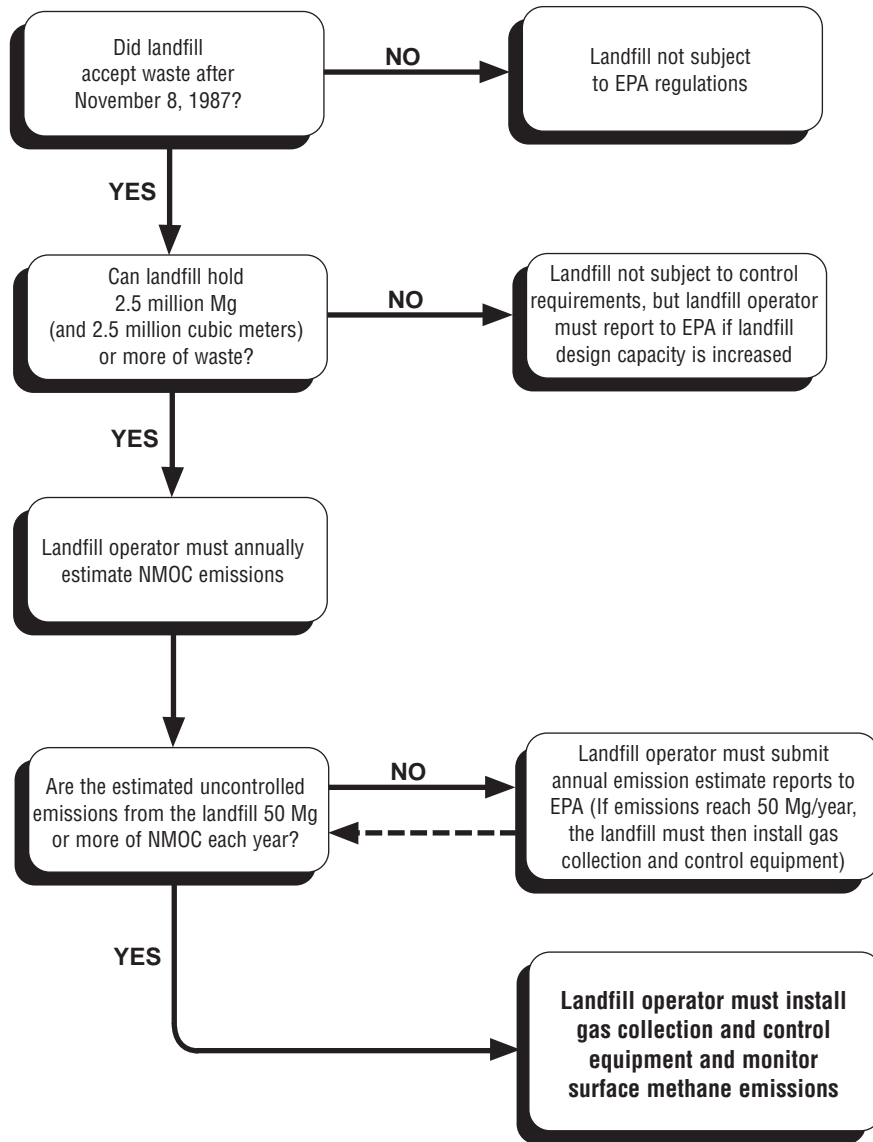 Did landfill
accept waste after
November 8, 1987?
NO
Landfill not subject
to EPA regulations
YES
Can landfill hold
2.5 million Mg
(and 2.5 million cubic meters)
or more of waste?
NO
Landfill not subject to control
requirements, but landfill operator
must report to EPA if landfill
design capacity is increased
YES
Landfill operator must annually
estimate NMOC emissions
Are the estimated uncontrolled
emissions from the landfill 50 Mg
or more of NMOC each year?
NO
Landfill operator must submit
annual emission estimate reports to
EPA (If emissions reach 50 Mg/year,
the landfill must then install gas
collection and control equipment)
YES
Landfill operator must install
gas collection and control
equipment and monitor
surface methane emissions